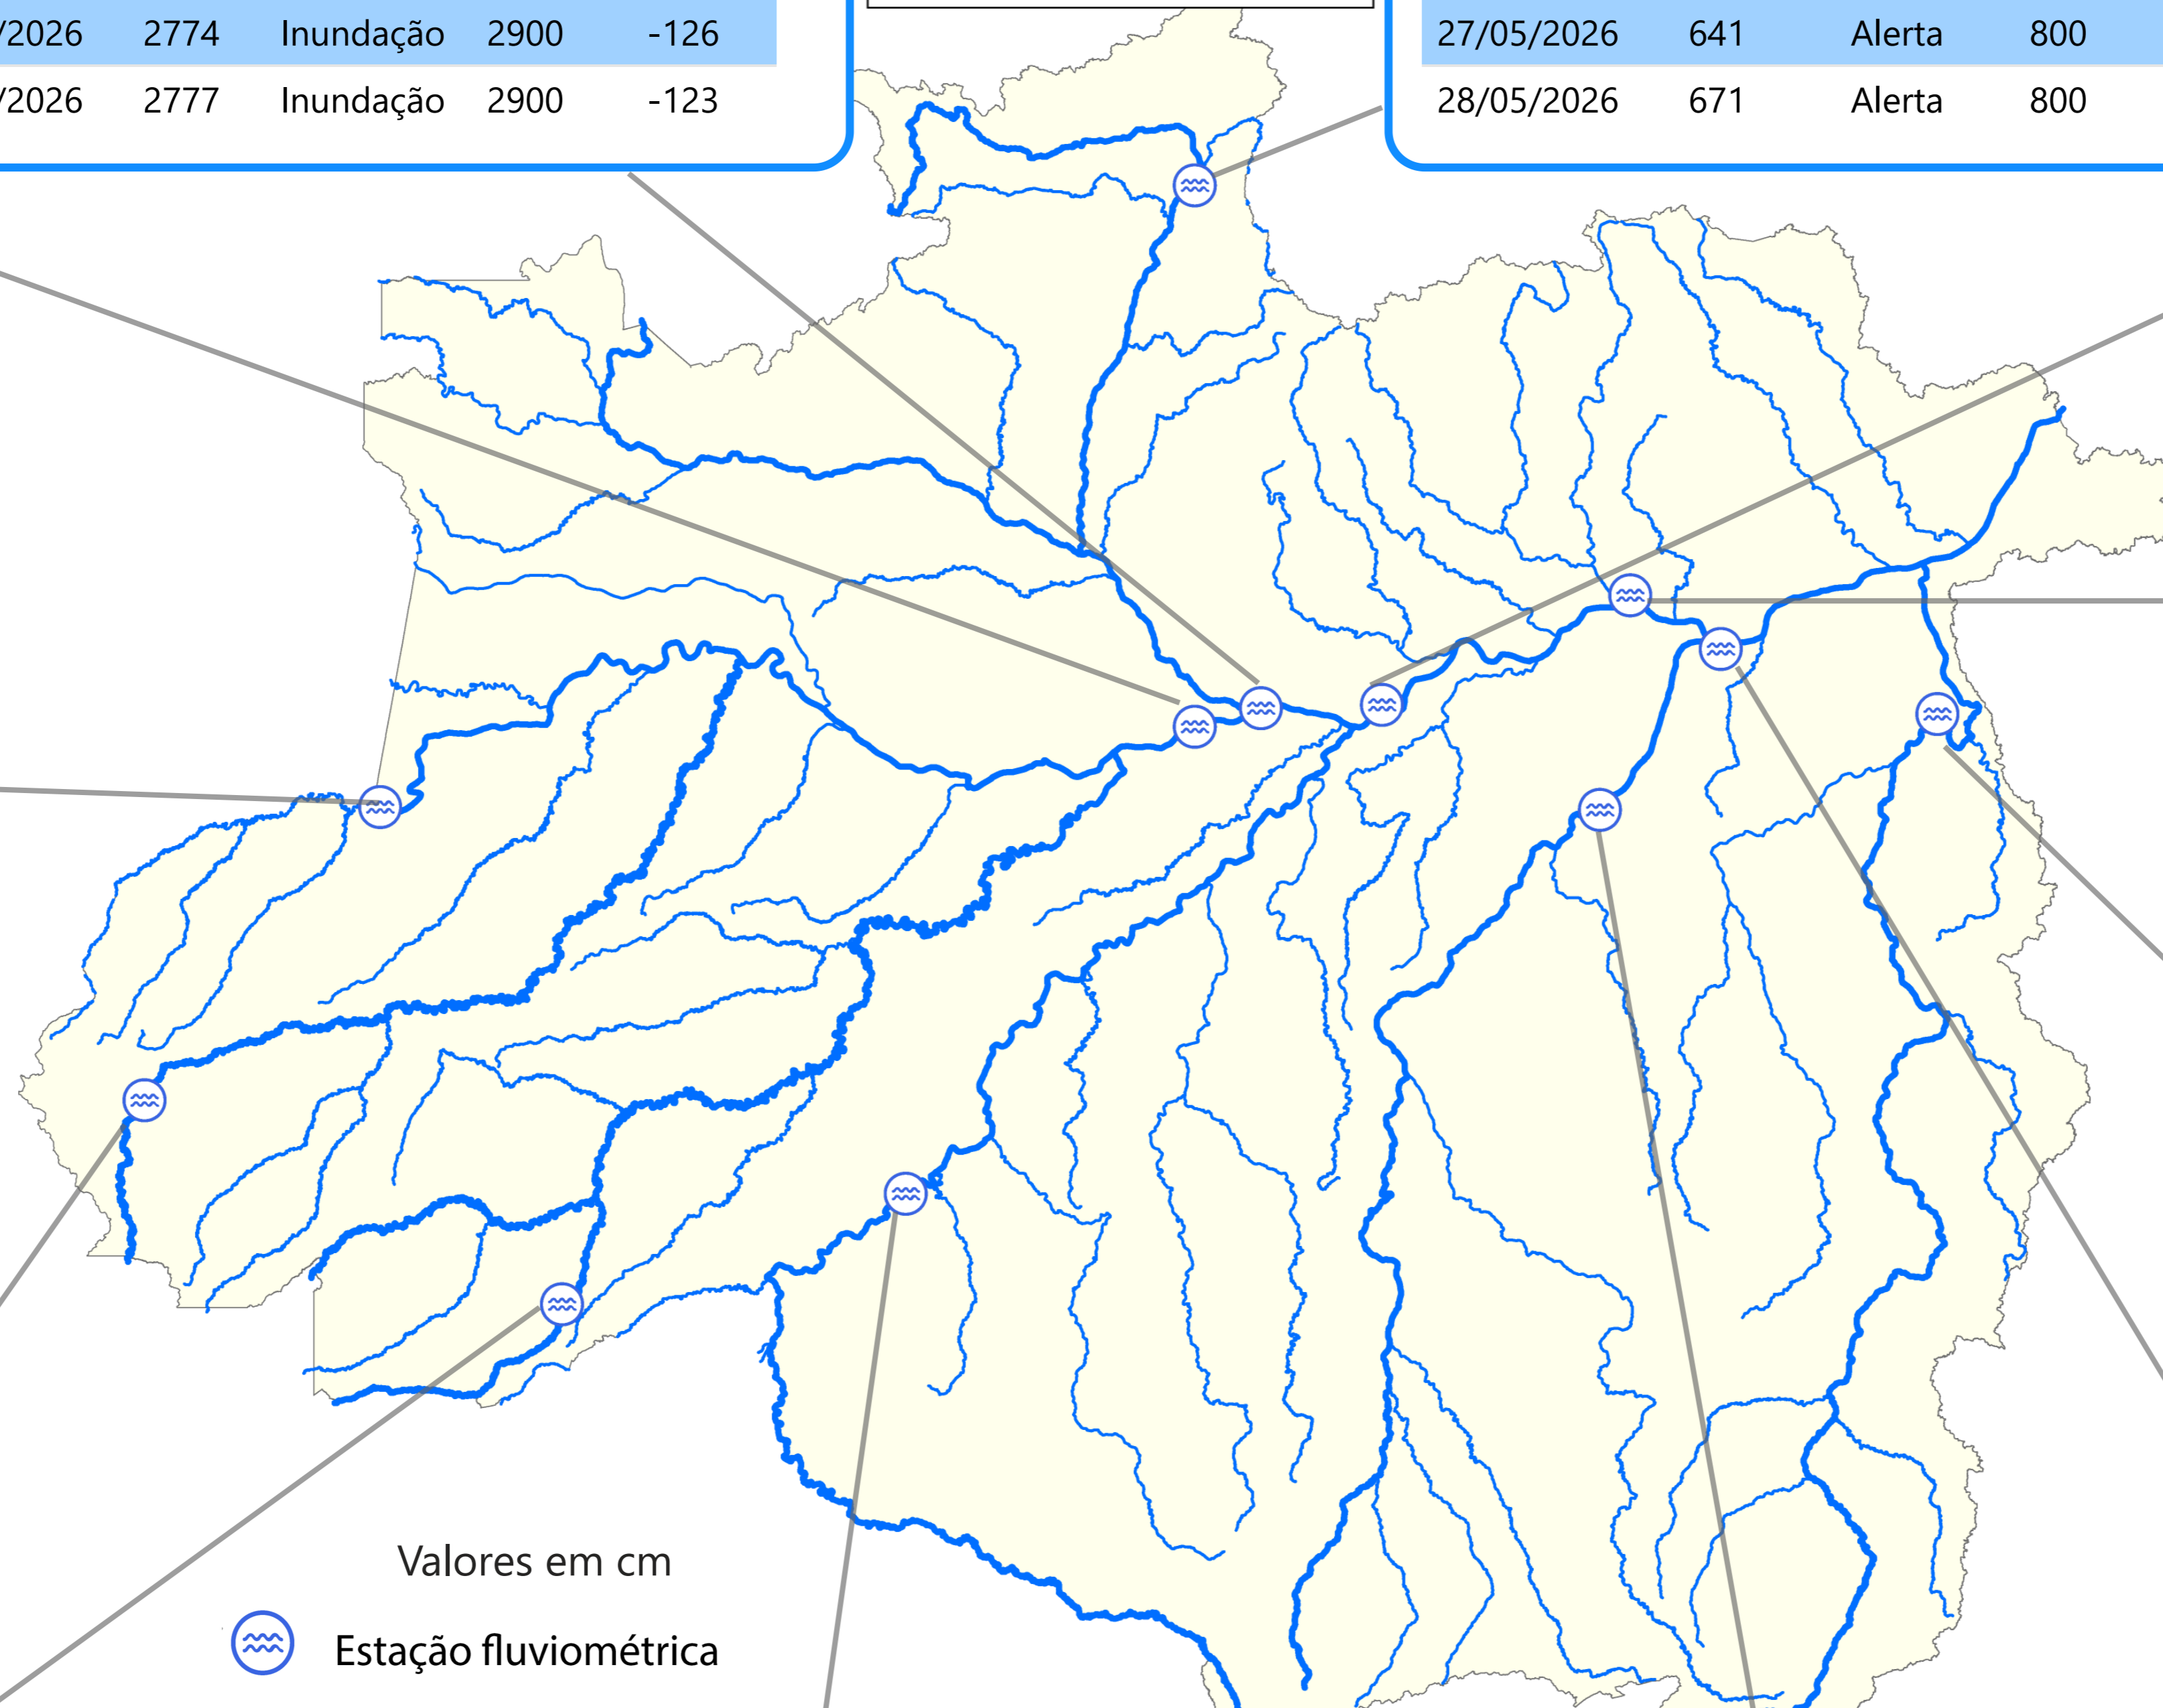 /2026 2774 Inundação 2900 -126
/2026 2777 Inundação 2900 -123
27/05/2026 641 Alerta 800
28/05/2026 671 Alerta 800
Valores em cm
Estação fluviométrica